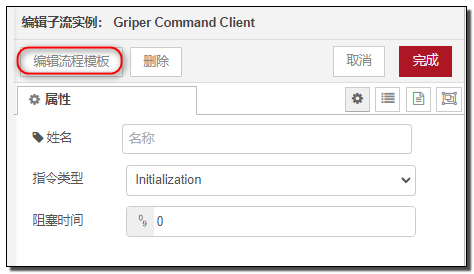 编辑子流实例： Griper Command Client
编辑流程模板 删除 取消 完成
属性
姓名 名称
指令类型 Initialization
阻塞时间 0